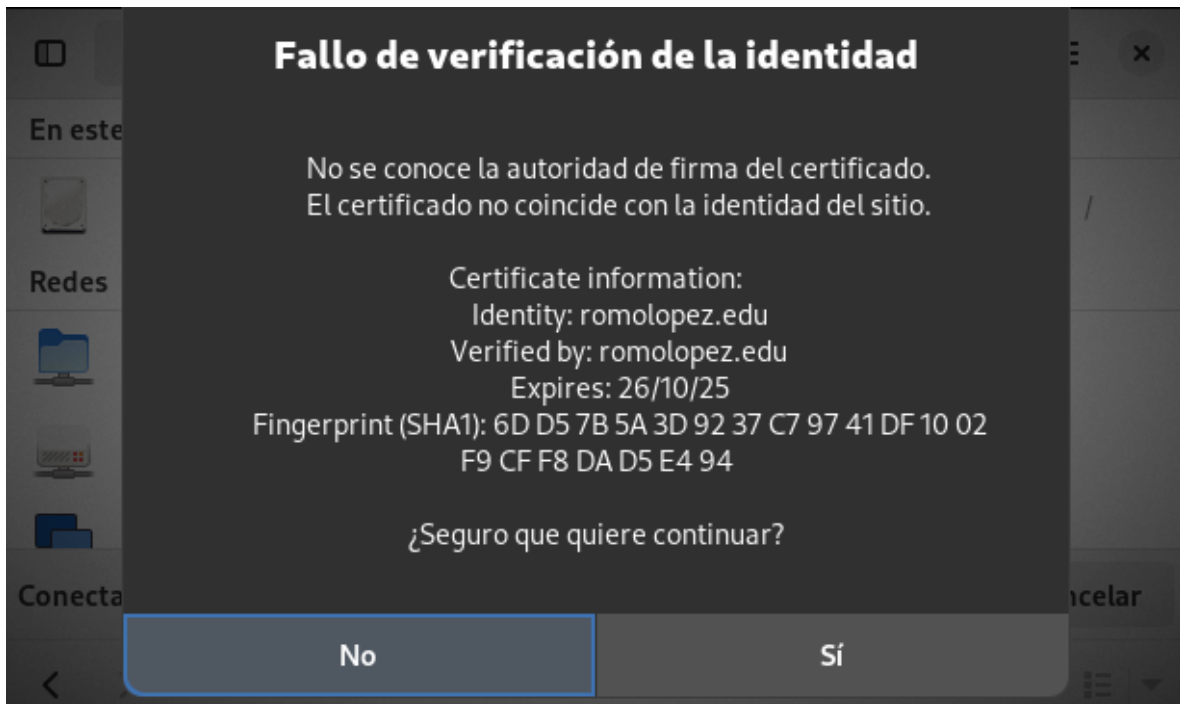 Fallo de verificación de la identidad
En este
No se conoce la autoridad de firma del certificado.
El certificado no coincide con la identidad del sitio.
/
Redes
Certificate information:
Identity: romolopez.edu
Verified by: romolopez.edu
Expires: 26/10/25
Fingerprint (SHA1): 6D D5 7B 5A 3D 92 37 C7 97 41 DF 10 02
F9 CF F8 DA D5 E4 94
¿Seguro que quiere continuar?
Conecta
ncelar
No
Sí